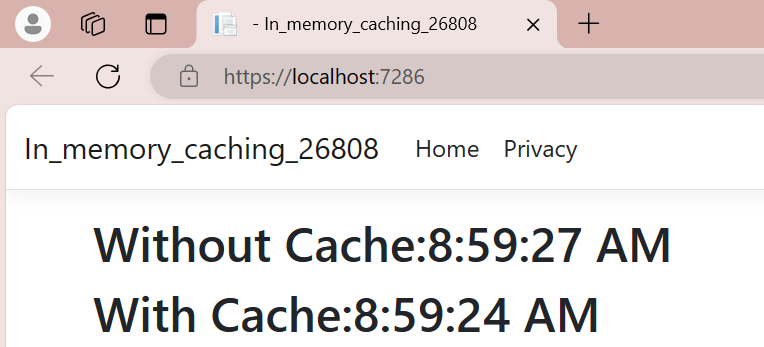 - In_memory_caching_26808
https://localhost:7286
In_memory_caching_26808 Home Privacy
Without Cache:8:59:27 AM
With Cache:8:59:24 AM